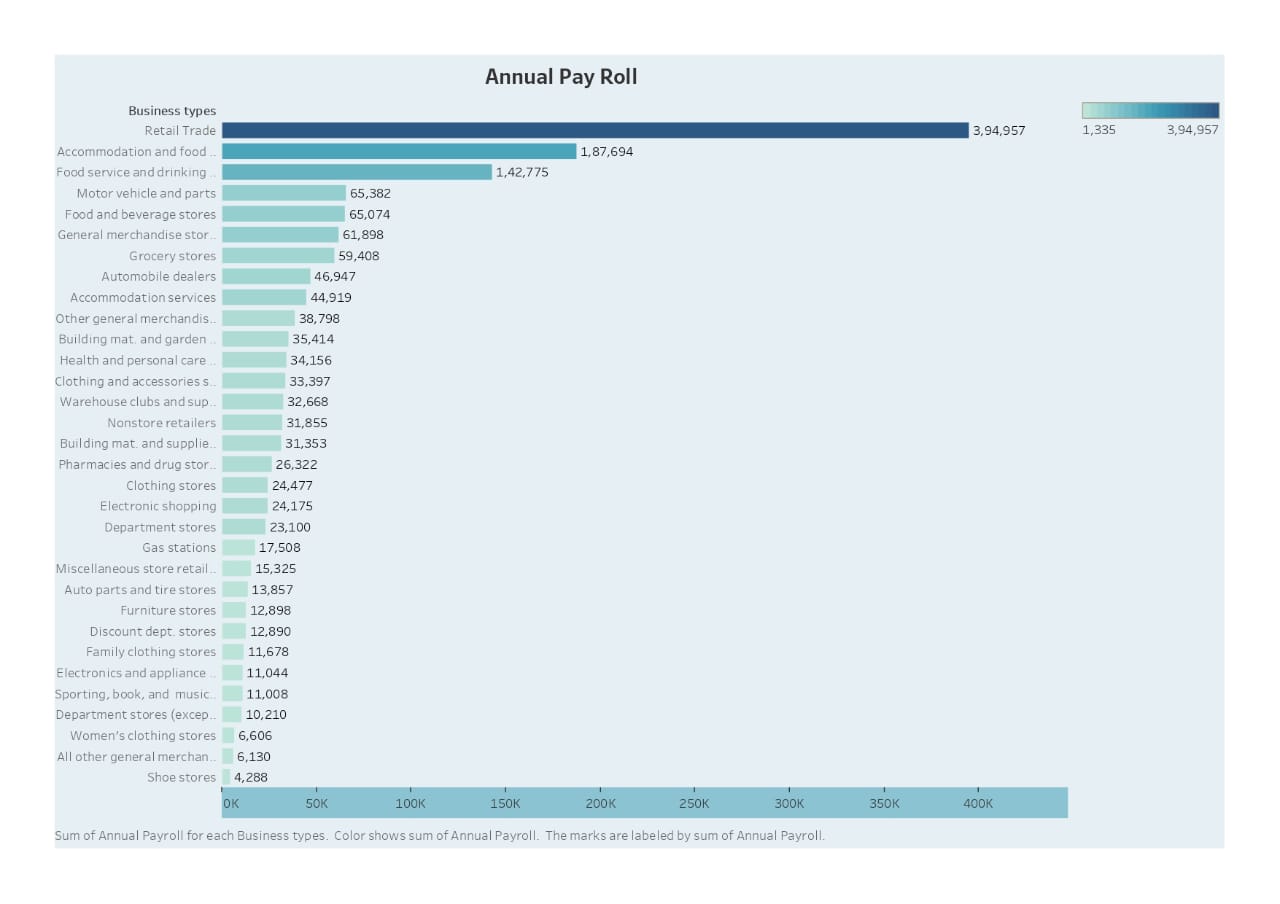 Annual Pay Roll
Business types
1,335 3,94,957
Retail Trade 3,94,957
Accommodation and food .. 1,87,694
Food service and drinking .. 1,42,775
Motor vehicle and parts 65,382
Food and beverage stores 65,074
General merchandise stor.. 61,898
Grocery stores 59,408
Automobile dealers 46,947
Accommodation services 44,919
Other general merchandis.. 38,798
Building mat. and garden .. 35,414
Health and personal care .. 34,156
Clothing and accessories s.. 33,397
Warehouse clubs and sup.. 32,668
Nonstore retailers 31,855
Building mat. and supplie.. 31,353
Pharmacies and drug stor.. 26,322
Clothing stores 24,477
Electronic shopping 24,175
Department stores 23,100
Gas stations 17,508
Miscellaneous store retail.. 15,325
Auto parts and tire stores 13,857
Furniture stores 12,898
Discount dept. stores 12,890
Family clothing stores 11,678
Electronics and appliance .. 11,044
Sporting, book, and  music.. 11,008
Department stores (excep.. 10,210
Women’s clothing stores 6,606
All other general merchan.. 6,130
Shoe stores 4,288
0K 50K 100K 150K 200K 250K 300K 350K 400K
Sum of Annual Payroll for each Business types.  Color shows sum of Annual Payroll.  The marks are labeled by sum of Annual Payroll.